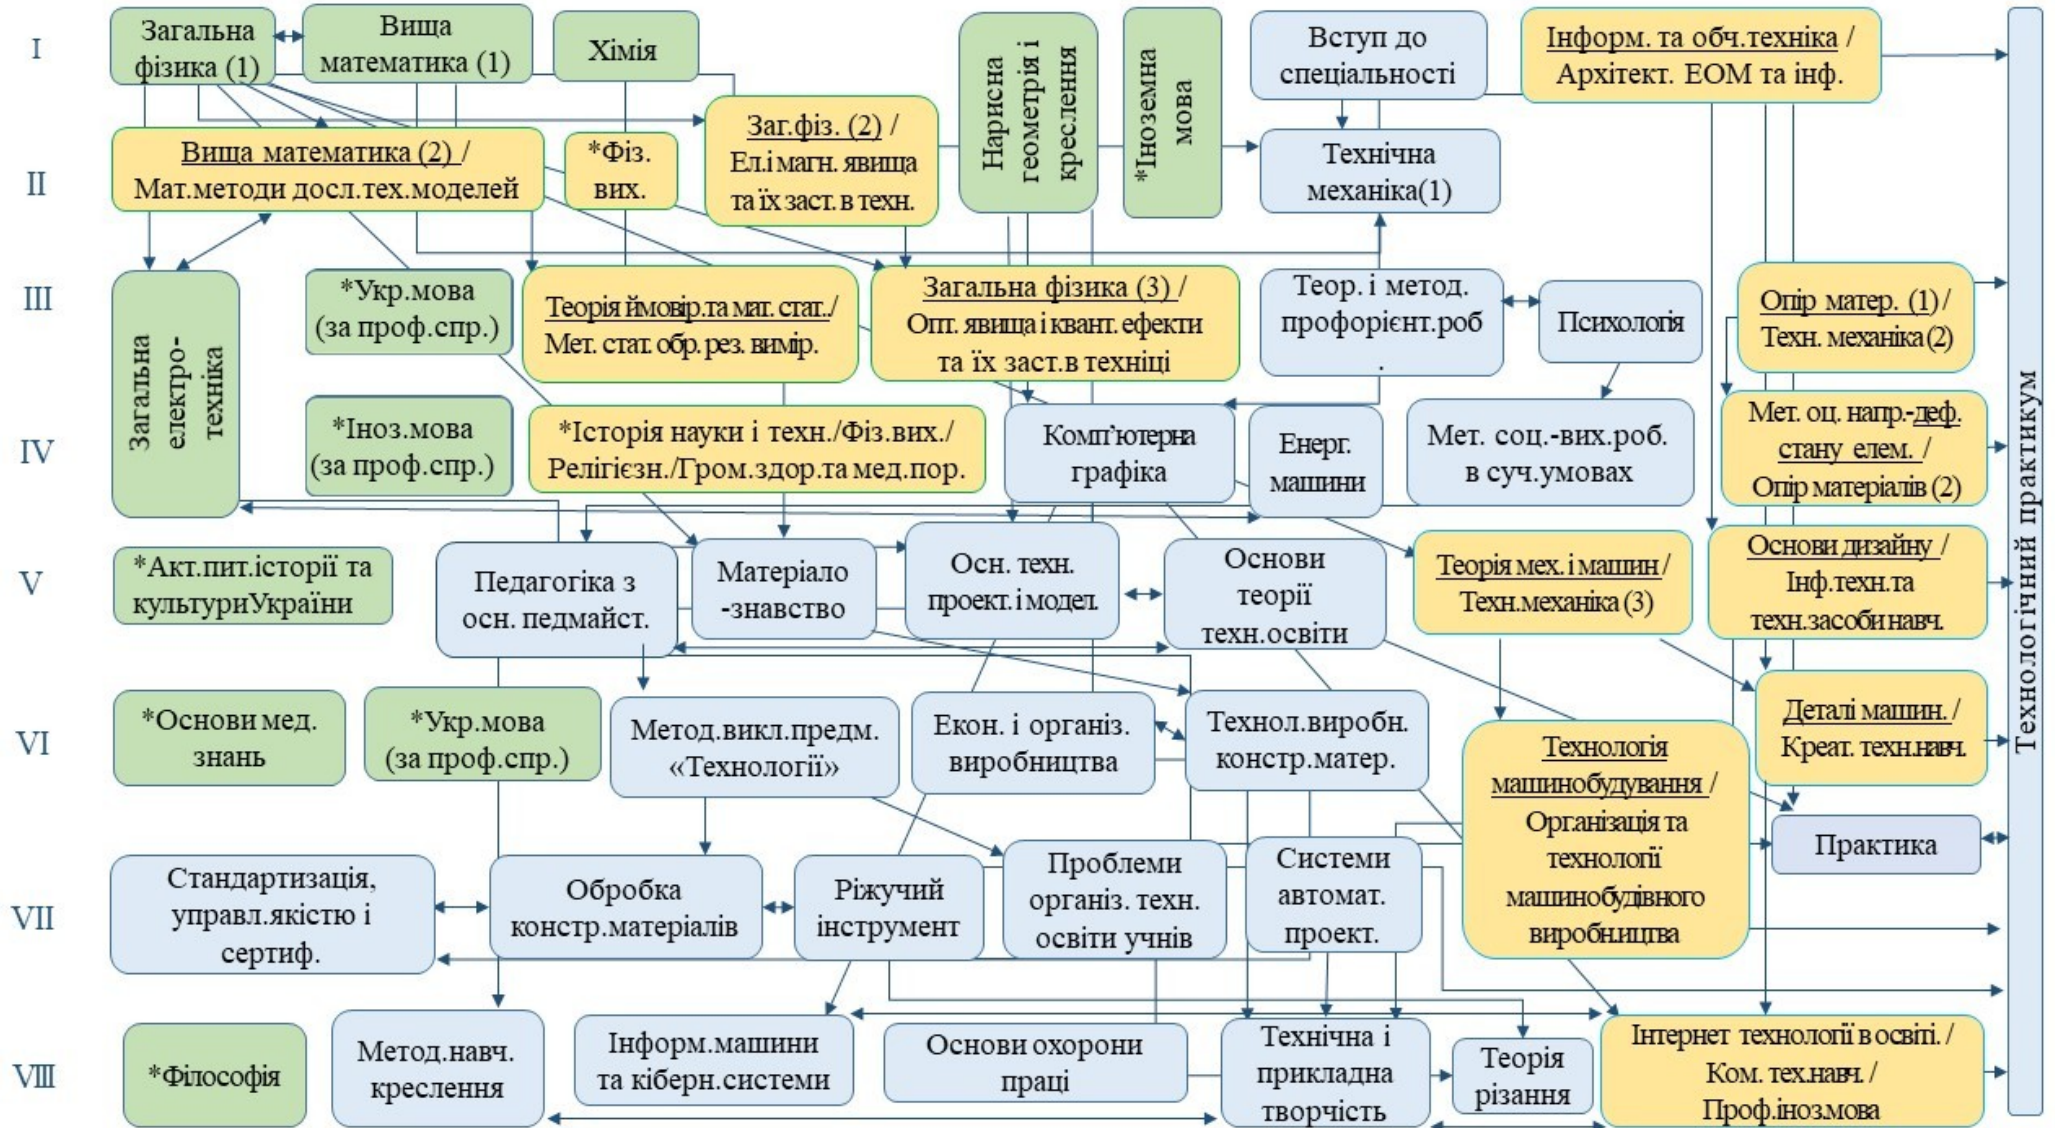 I
Загальна
фізика (1)
Вища
математика (1)
Хімія
Нарисна
геометрія і
креслення
*Іноземна
мова
Вступ до
спеціальності
Інформ. та обч.техніка /
Архітект. ЕОМ та інф.
II
Вища математика (2) /
Мат.методи досл.тех.моделей
*Фіз.
вих.
Заг.фіз. (2) /
Ел.і магн. явища
та їх заст. в техн.
Технічна
механіка(1)
III
Загальна
електро-
техніка
*Укр.мова
(за проф.спр.)
Теорія ймовір.та мат. стат./
Мет. стат. обр. рез. вимір.
Загальна фізика (3) /
Опт. явища і квант. ефекти
та їх заст.в техніці
Теор. і метод.
профорієнт.роб
.
Психологія
Опір матер. (1) /
Техн. механіка (2)
IV
*Іноз.мова
(за проф.спр.)
*Історія науки і техн./Фіз.вих./
Релігієзн./Гром.здор.та мед.пор.
Комп’ютерна
графіка
Енерг.
машини
Мет. соц.-вих.роб.
в суч.умовах
Мет. оц. напр.-деф.
стану елем. /
Опір матеріалів (2)
V
*Акт.пит.історії та
культуриУкраїни
Педагогіка з
осн. педмайст.
Матеріало
-знавство
Осн. техн.
проект. і модел.
Основи
теорії
техн.освіти
Теорія мех. і машин /
Техн.механіка (3)
Основи дизайну /
Інф.техн.та
техн.засоби навч.
VI
*Основи мед.
знань
*Укр.мова
(за проф.спр.)
Метод.викл.предм.
«Технології»
Екон. і організ.
виробництва
Технол.виробн.
констр.матер.
Технологія
машинобудування /
Організація та
технології
машинобудівного
виробництва
Деталі машин. /
Креат. техн.навч.
Практика
VII
Стандартизація,
управл.якістю і
сертиф.
Обробка
констр.матеріалів
Ріжучий
інструмент
Проблеми
організ. техн.
освіти учнів
Системи
автомат.
проект.
VIII
*Філософія
Метод.навч.
креслення
Інформ.машини
та кіберн.системи
Основи охорони
праці
Технічна і
прикладна
творчість
Теорія
різання
Інтернет технології в освіті. /
Ком. тех.навч. /
Проф.іноз.мова
Технологічний практикум